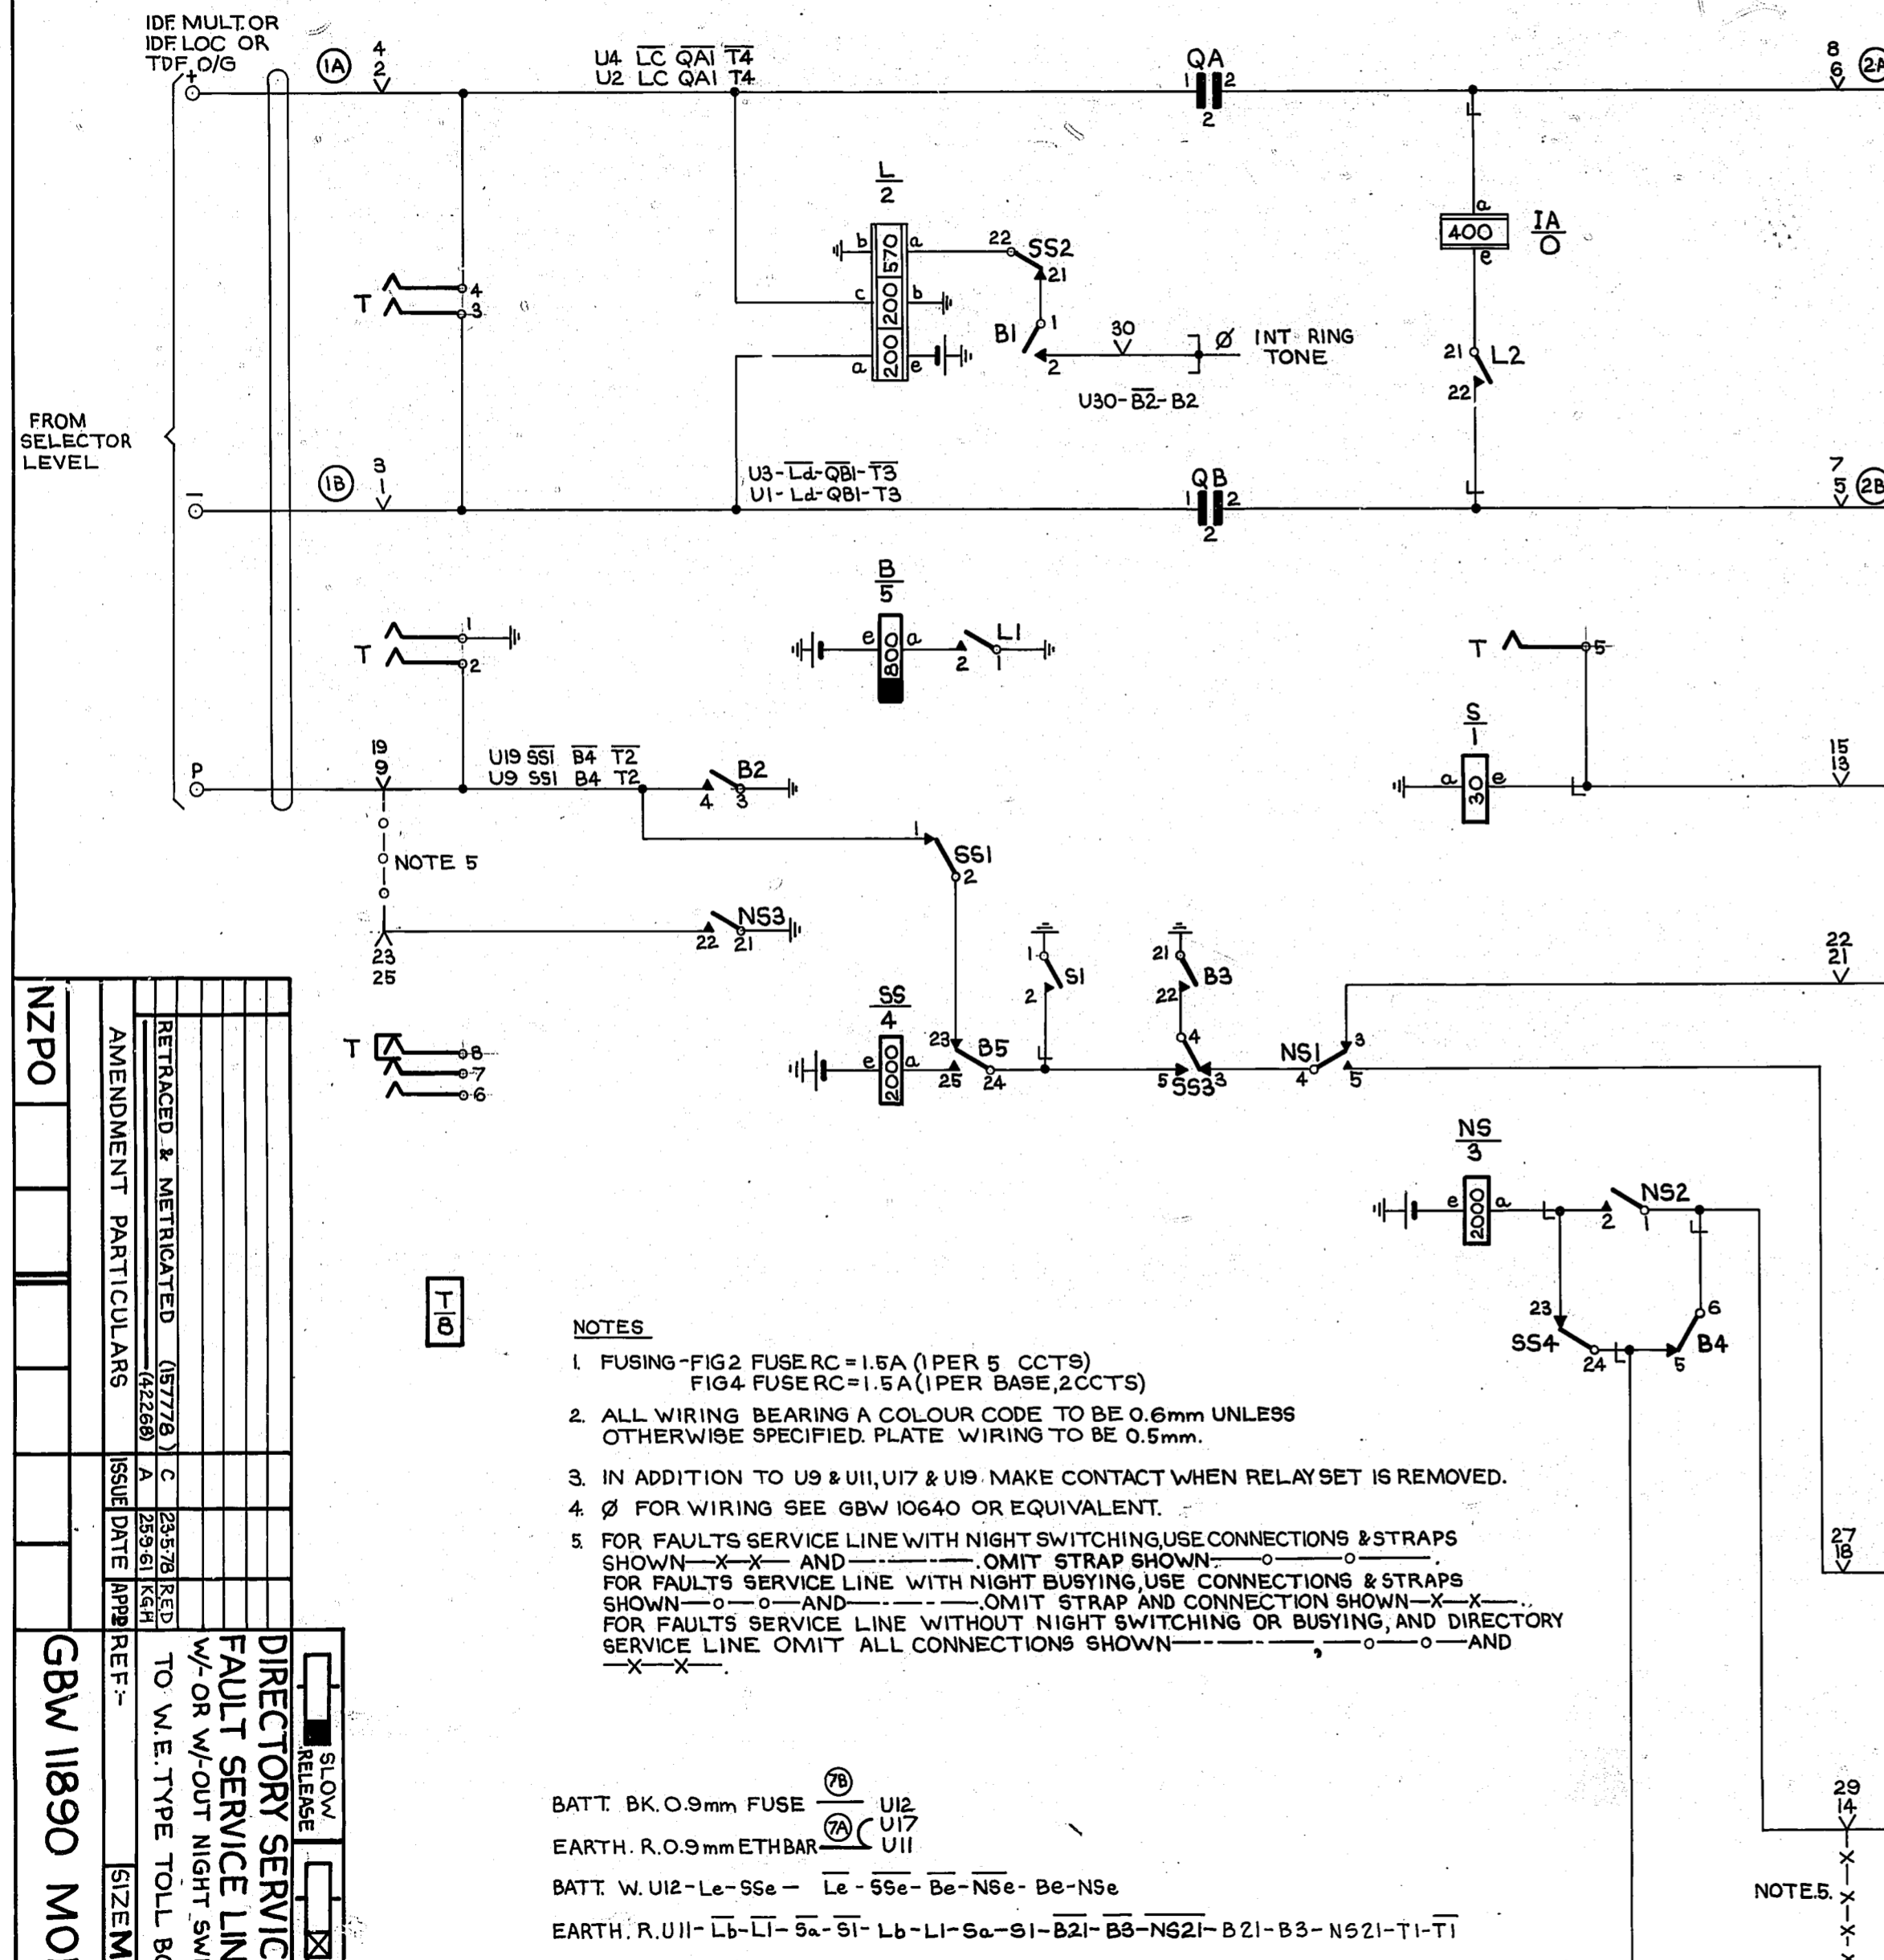 IDF. MULT. OR
IDF. LOC OR
TDF. O/G
+
1A
4
2
U4 LC QA1 T4
U2 LC QA1 T4
QA
1 2
2
8
6
2A
L
2
b 570 a
c 200 b
a 200 e
22 SS2
21
B1 1
2
30
Ø INT RING
TONE
U30-B2-B2
a
400
e
IA
0
21 L2
22
T 4
3
FROM
SELECTOR
LEVEL
1B
3
1
U3-Ld-QB1-T3
U1-Ld-QB1-T3
QB
1 2
2
7
5
2B
B
5
e 800 a
L1
2 1
T 1
2
T 5
S
1
a 30 e
15
13
P
19
9
U19 SS1 B4 T2
U9 SS1 B4 T2
B2
4 3
1
SS1
2
NOTE 5
NS3
22 21
23
25
1
S1
2
21
B3
22
22
21
SS
4
e 2000 a
23 B5
25 24
4
5 SS3 3
NS1 3
4 5
T 8
7
6
NS
3
e 2000 a
NS2
2 1
23
SS4
24
6
B4
5
T
8
NOTES
1. FUSING-FIG2 FUSE RC = 1.5A (1 PER 5 CCTS)
FIG4 FUSE RC = 1.5A (1 PER BASE, 2CCTS)
2. ALL WIRING BEARING A COLOUR CODE TO BE 0.6mm UNLESS
OTHERWISE SPECIFIED. PLATE WIRING TO BE 0.5mm.
3. IN ADDITION TO U9 & U11, U17 & U19 MAKE CONTACT WHEN RELAY SET IS REMOVED.
4. Ø FOR WIRING SEE GBW 10640 OR EQUIVALENT.
5. FOR FAULTS SERVICE LINE WITH NIGHT SWITCHING, USE CONNECTIONS & STRAPS
SHOWN—X—X— AND —-—-—. OMIT STRAP SHOWN —o—o—.
FOR FAULTS SERVICE LINE WITH NIGHT BUSYING, USE CONNECTIONS & STRAPS
SHOWN—o—o—AND—-—-—. OMIT STRAP AND CONNECTION SHOWN—X—X—.
FOR FAULTS SERVICE LINE WITHOUT NIGHT SWITCHING OR BUSYING, AND DIRECTORY
SERVICE LINE OMIT ALL CONNECTIONS SHOWN—-—-—, —o—o—AND
—X—X—.
27
18
29
14
NOTE.5.
BATT. BK. 0.9mm FUSE 7B U12
EARTH. R. 0.9mm ETH BAR 7A U17
U11
BATT. W. U12-Le-SSe- Le-SSe-Be-NSe-Be-NSe
EARTH. R. U11-Lb-L1-Sa-S1-Lb-L1-Sa-S1-B21-B3-NS21-B21-B3-NS21-T1-T1
NZPO
AMENDMENT PARTICULARS ISSUE DATE APPD
(42268) A 25-9-61 KGH
RETRACED & METRICATED (157778) C 23-5-78 RED
REF:-
SIZE
GBW 11890
SLOW
RELEASE
DIRECTORY
FAULT SERVICE
W/- OR W/-OUT NIGHT
TO W.E. TYPE TOLL